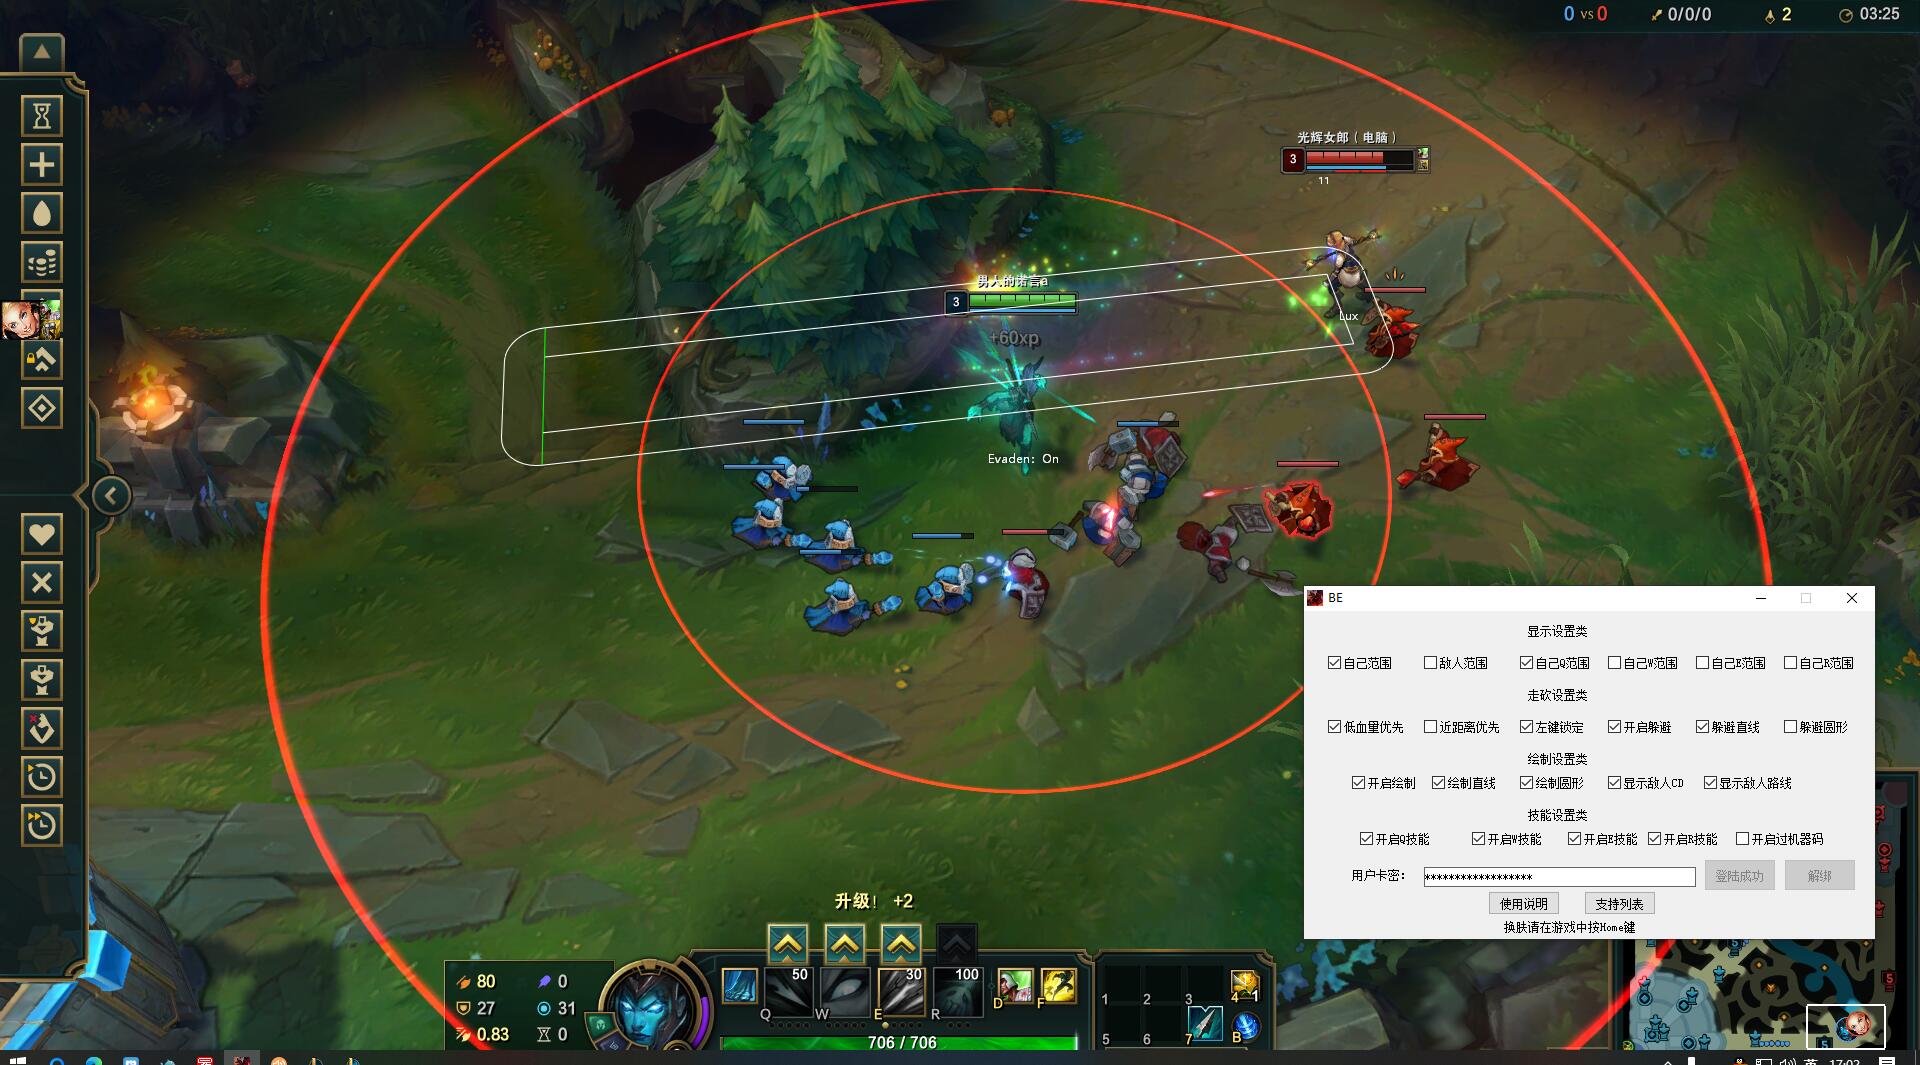 0 vs 0
0/0/0
2
03:25
光辉女郎（电脑）
3
11
男人的诺言a
3
+60xp
Lux
Evaden: On
BE
显示设置类
自己范围 敌人范围 自己Q范围 自己W范围 自己E范围 自己R范围
走砍设置类
低血量优先 近距离优先 左键锁定 开启躲避 躲避直线 躲避圆形
绘制设置类
开启绘制 绘制直线 绘制圆形 显示敌人CD 显示敌人路线
技能设置类
开启Q技能 开启W技能 开启E技能 开启R技能 开启过机器码
用户卡密： ****************** 登陆成功 解绑
使用说明 支持列表
换肤请在游戏中按Home键
升级！ +2
80 0
27 31
0.83 0
50 30 100
Q W E R D F
706 / 706
1 2 3 4 1
5 6 7 B
5
5
5
5
英 17:02